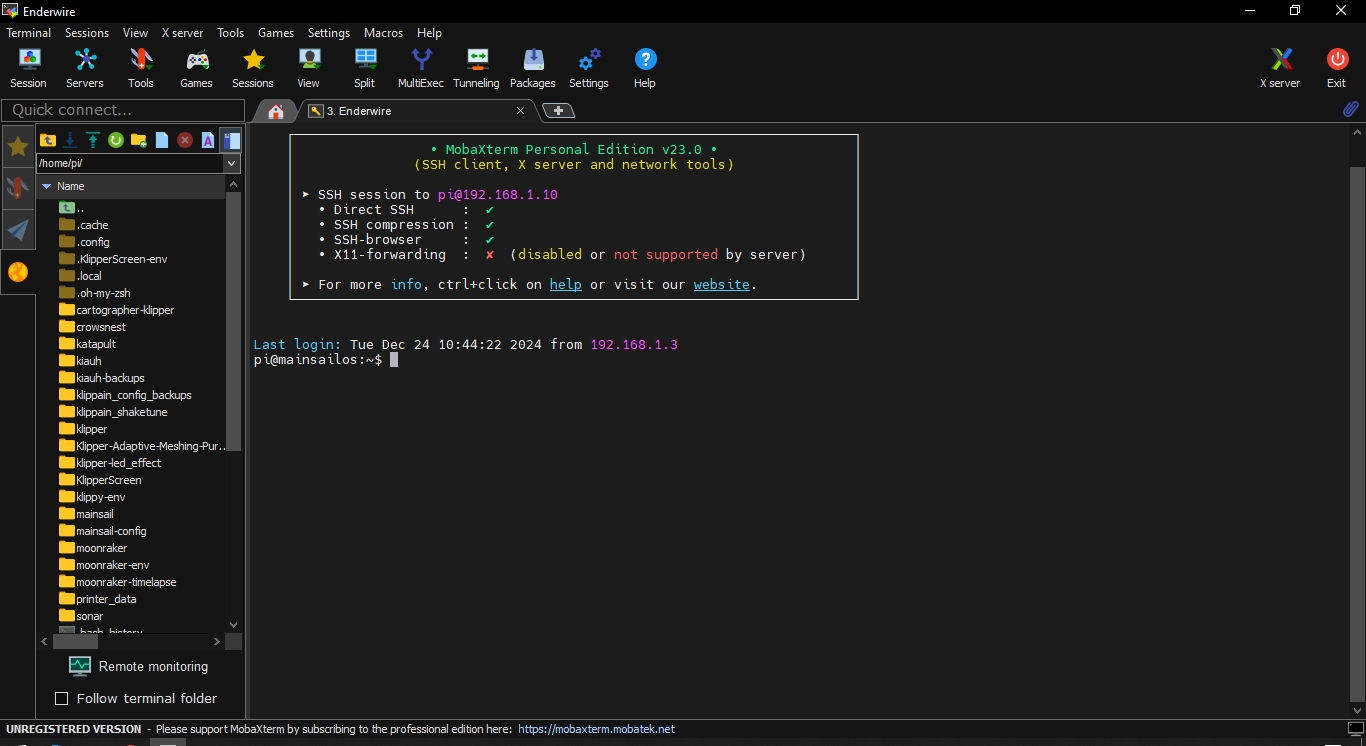 Enderwire
Terminal Sessions View X server Tools Games Settings Macros Help
Session Servers Tools Games Sessions View Split MultiExec Tunneling Packages Settings Help X server Exit
Quick connect...
3. Enderwire
/home/pi/
Name
..
.cache
.config
.KlipperScreen-env
.local
.oh-my-zsh
cartographer-klipper
crowsnest
katapult
kiauh
kiauh-backups
klippain_config_backups
klippain_shaketune
klipper
Klipper-Adaptive-Meshing-Pur..
klipper-led_effect
KlipperScreen
klippy-env
mainsail
mainsail-config
moonraker
moonraker-env
moonraker-timelapse
printer_data
sonar
.bash_history
Remote monitoring
Follow terminal folder
• MobaXterm Personal Edition v23.0 •
(SSH client, X server and network tools)
➤ SSH session to pi@192.168.1.10
• Direct SSH : ✔
• SSH compression : ✔
• SSH-browser : ✔
• X11-forwarding : ✘ (disabled or not supported by server)
➤ For more info, ctrl+click on help or visit our website.
Last login: Tue Dec 24 10:44:22 2024 from 192.168.1.3
pi@mainsailos:~$
UNREGISTERED VERSION - Please support MobaXterm by subscribing to the professional edition here: https://mobaxterm.mobatek.net